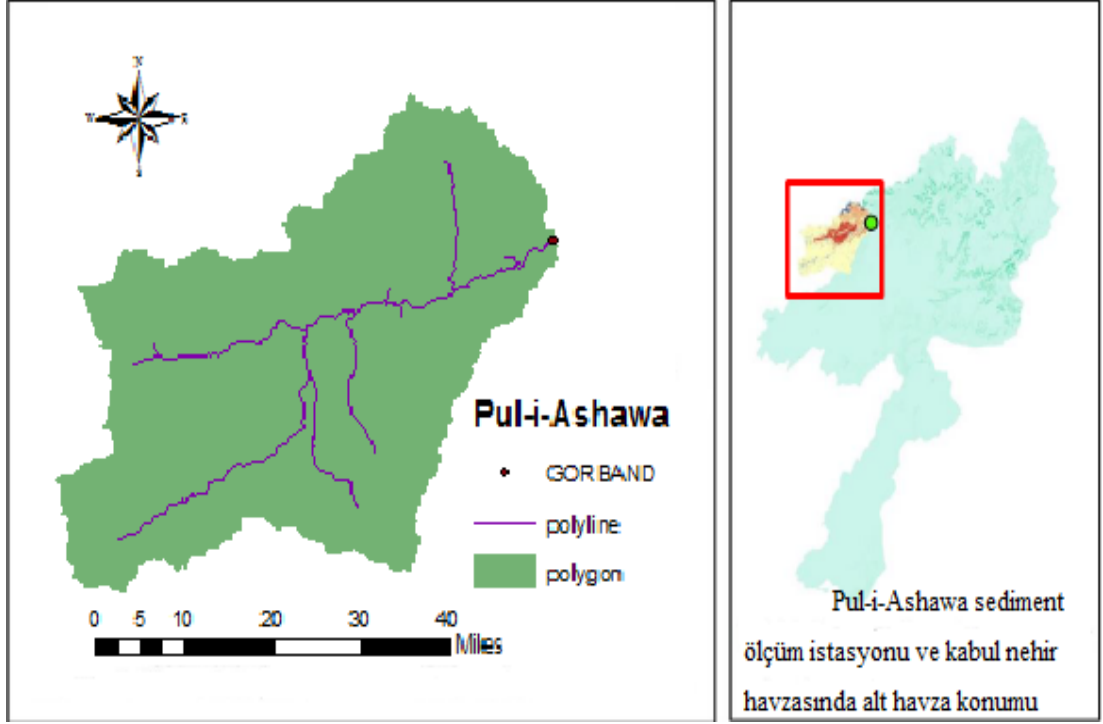 N
W
S
Pul-i-Ashawa
GORBAND
polyline
polygon
0 5 10 20 30 40
Miles
Pul-i-Ashawa sediment
ölçüm istasyonu ve kabul nehir
havzasında alt havza konumu